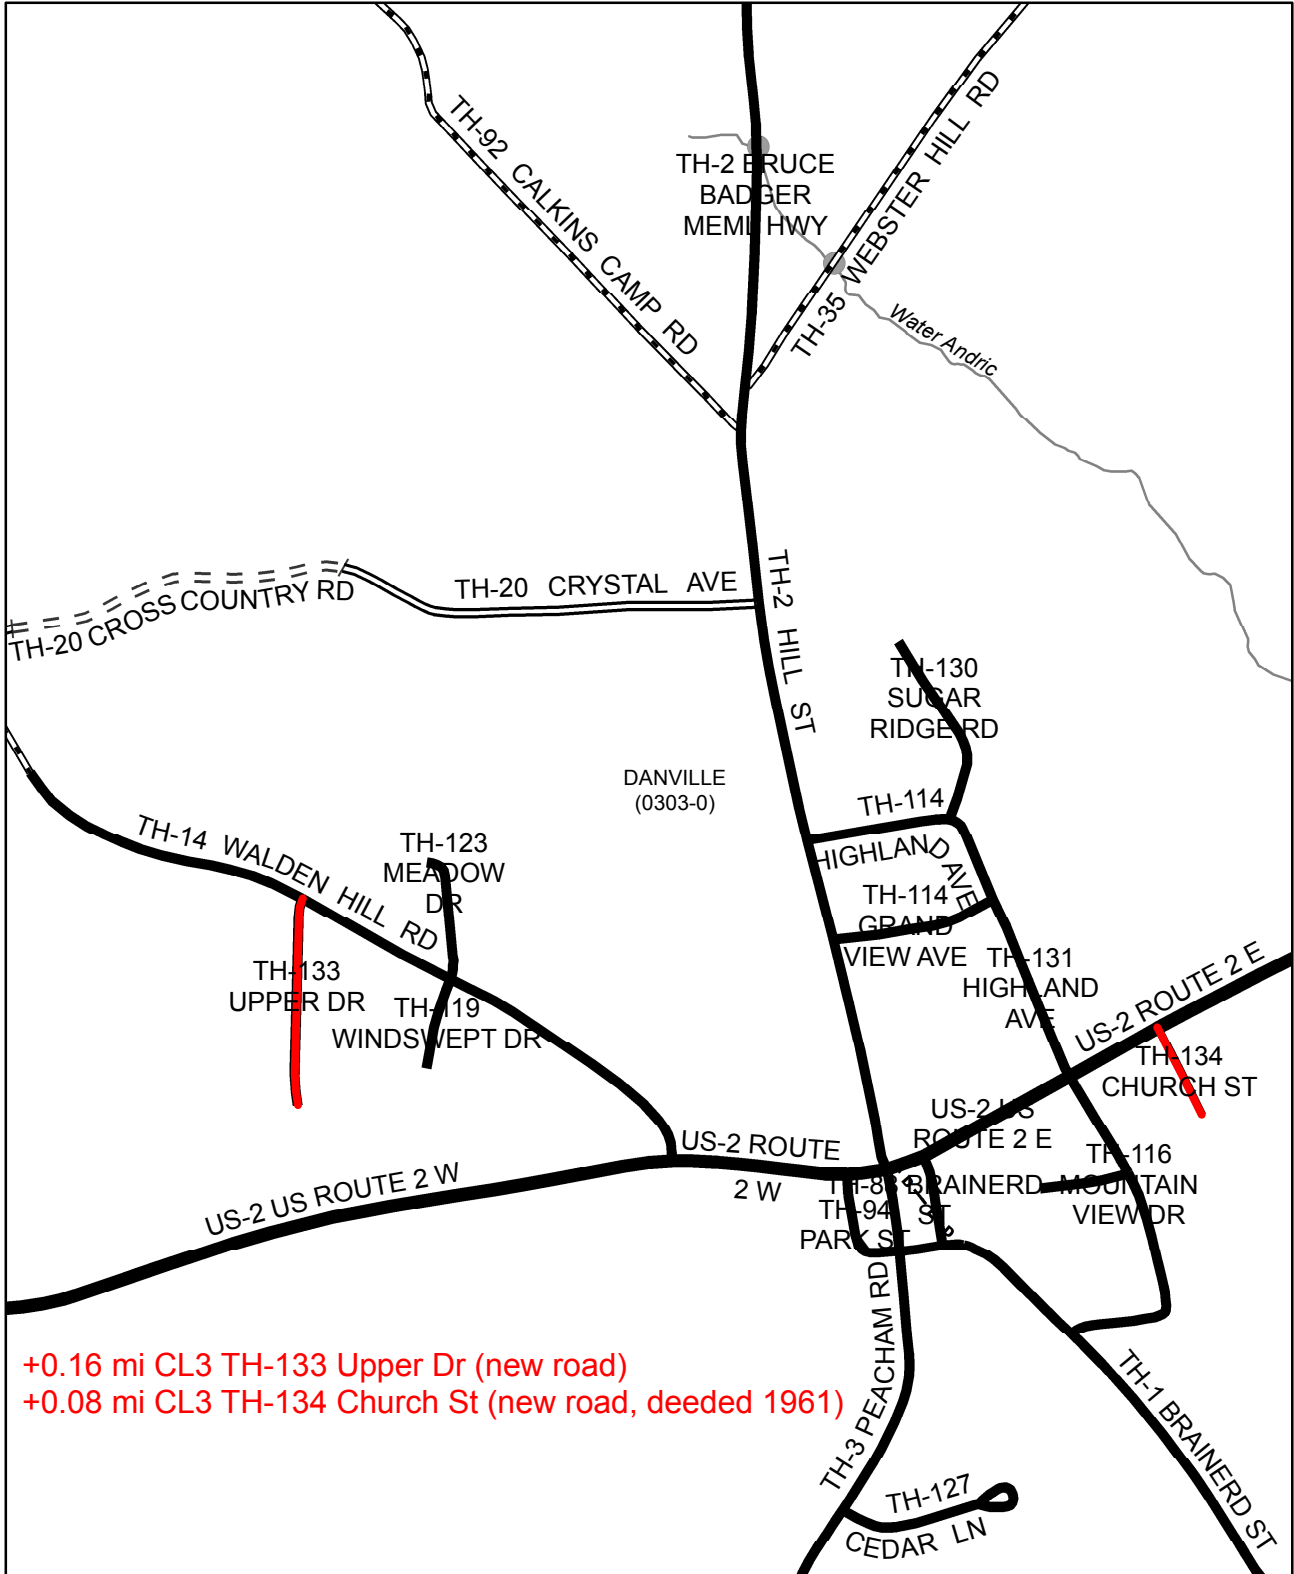 TH-92 CALKINS CAMP RD
TH-2 BRUCE
BADGER
MEML HWY
TH-35 WEBSTER HILL RD
Water Andric
TH-20 CROSS COUNTRY RD
TH-20 CRYSTAL AVE
TH-2 HILL ST
TH-130
SUGAR
RIDGE RD
DANVILLE
(0303-0)
TH-114
HIGHLAND AVE
TH-14 WALDEN HILL RD
TH-123
MEADOW
DR
TH-114
GRAND
VIEW AVE
TH-131
HIGHLAND
AVE
TH-133
UPPER DR
TH-119
WINDSWEPT DR
US-2 ROUTE 2 E
TH-134
CHURCH ST
US-2 US
ROUTE 2 E
US-2 ROUTE
2 W
US-2 US ROUTE 2 W
TH-88 BRAINERD
ST
TH-94
PARK ST
TH-116
MOUNTAIN
VIEW DR
TH-3 PEACHAM RD
+0.16 mi CL3 TH-133 Upper Dr (new road)
+0.08 mi CL3 TH-134 Church St (new road, deeded 1961)
TH-1 BRAINERD ST
TH-127
CEDAR LN